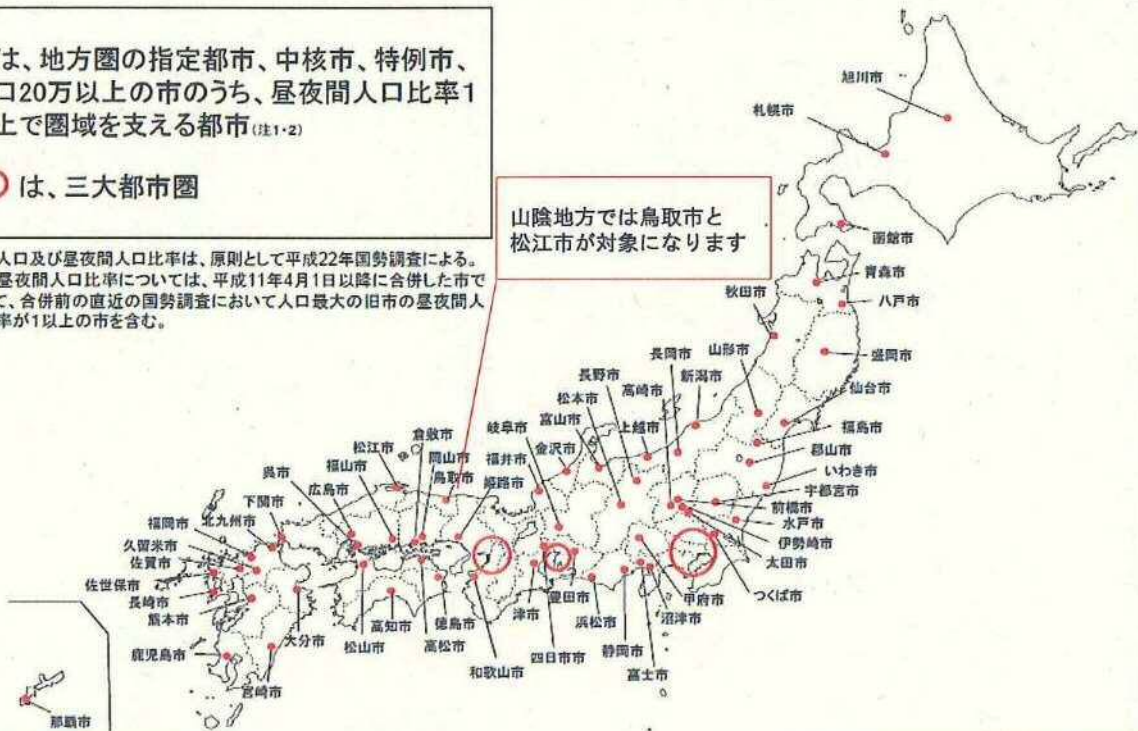 は、地方圏の指定都市、中核市、特例市、
口20万以上の市のうち、昼夜間人口比率1
上で圏域を支える都市(注1・2)
は、三大都市圏
人口及び昼夜間人口比率は、原則として平成22年国勢調査による。
昼夜間人口比率については、平成11年4月1日以降に合併した市で
て、合併前の直近の国勢調査において人口最大の旧市の昼夜間人
率が1以上の市を含む。
山陰地方では鳥取市と
松江市が対象になります
旭川市
札幌市
函館市
青森市
八戸市
秋田市
盛岡市
山形市
仙台市
福島市
郡山市
いわき市
宇都宮市
前橋市
水戸市
伊勢崎市
太田市
つくば市
長岡市
新潟市
長野市
高崎市
松本市
上越市
富山市
岐阜市
金沢市
福井市
甲府市
沼津市
富士市
静岡市
浜松市
豊田市
四日市市
津市
和歌山市
倉敷市
松江市
岡山市
福山市
鳥取市
呉市
姫路市
広島市
下関市
徳島市
高松市
高知市
松山市
北九州市
福岡市
久留米市
佐賀市
佐世保市
長崎市
熊本市
大分市
鹿児島市
宮崎市
那覇市